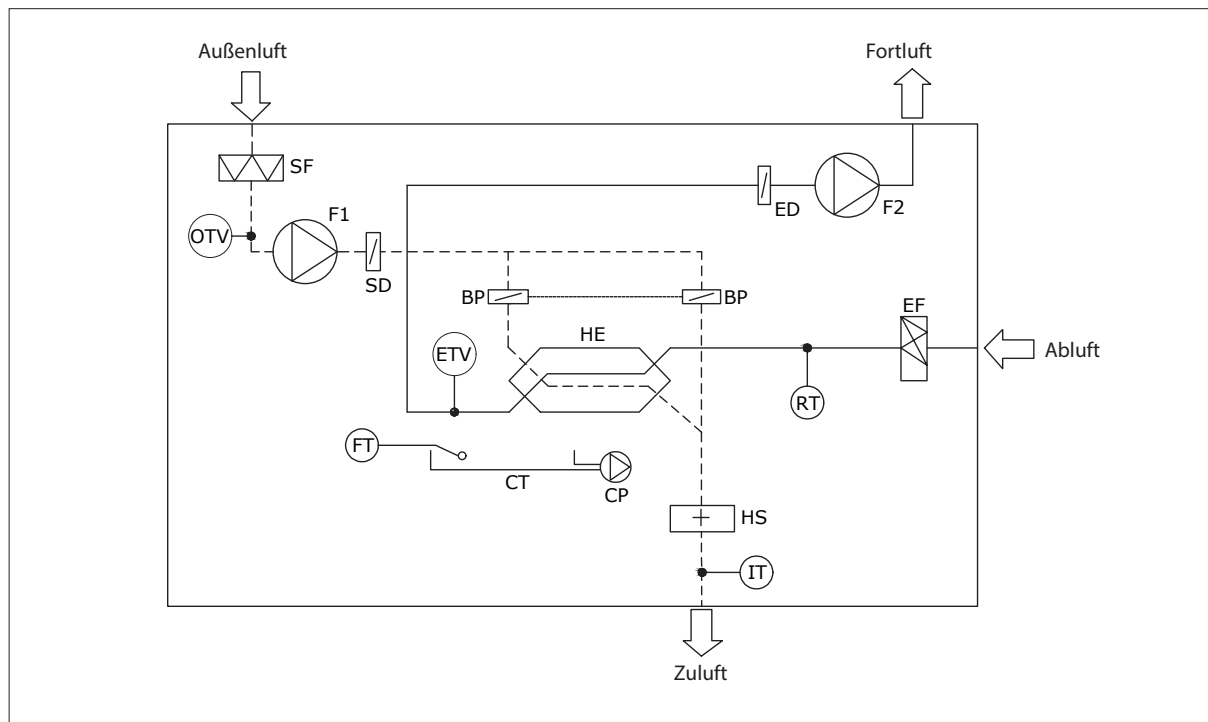 Außenluft
Fortluft
SF
OTV
F1
SD
ED
F2
BP
BP
EF
HE
ETV
Abluft
RT
FT
CT
CP
HS
IT
Zuluft